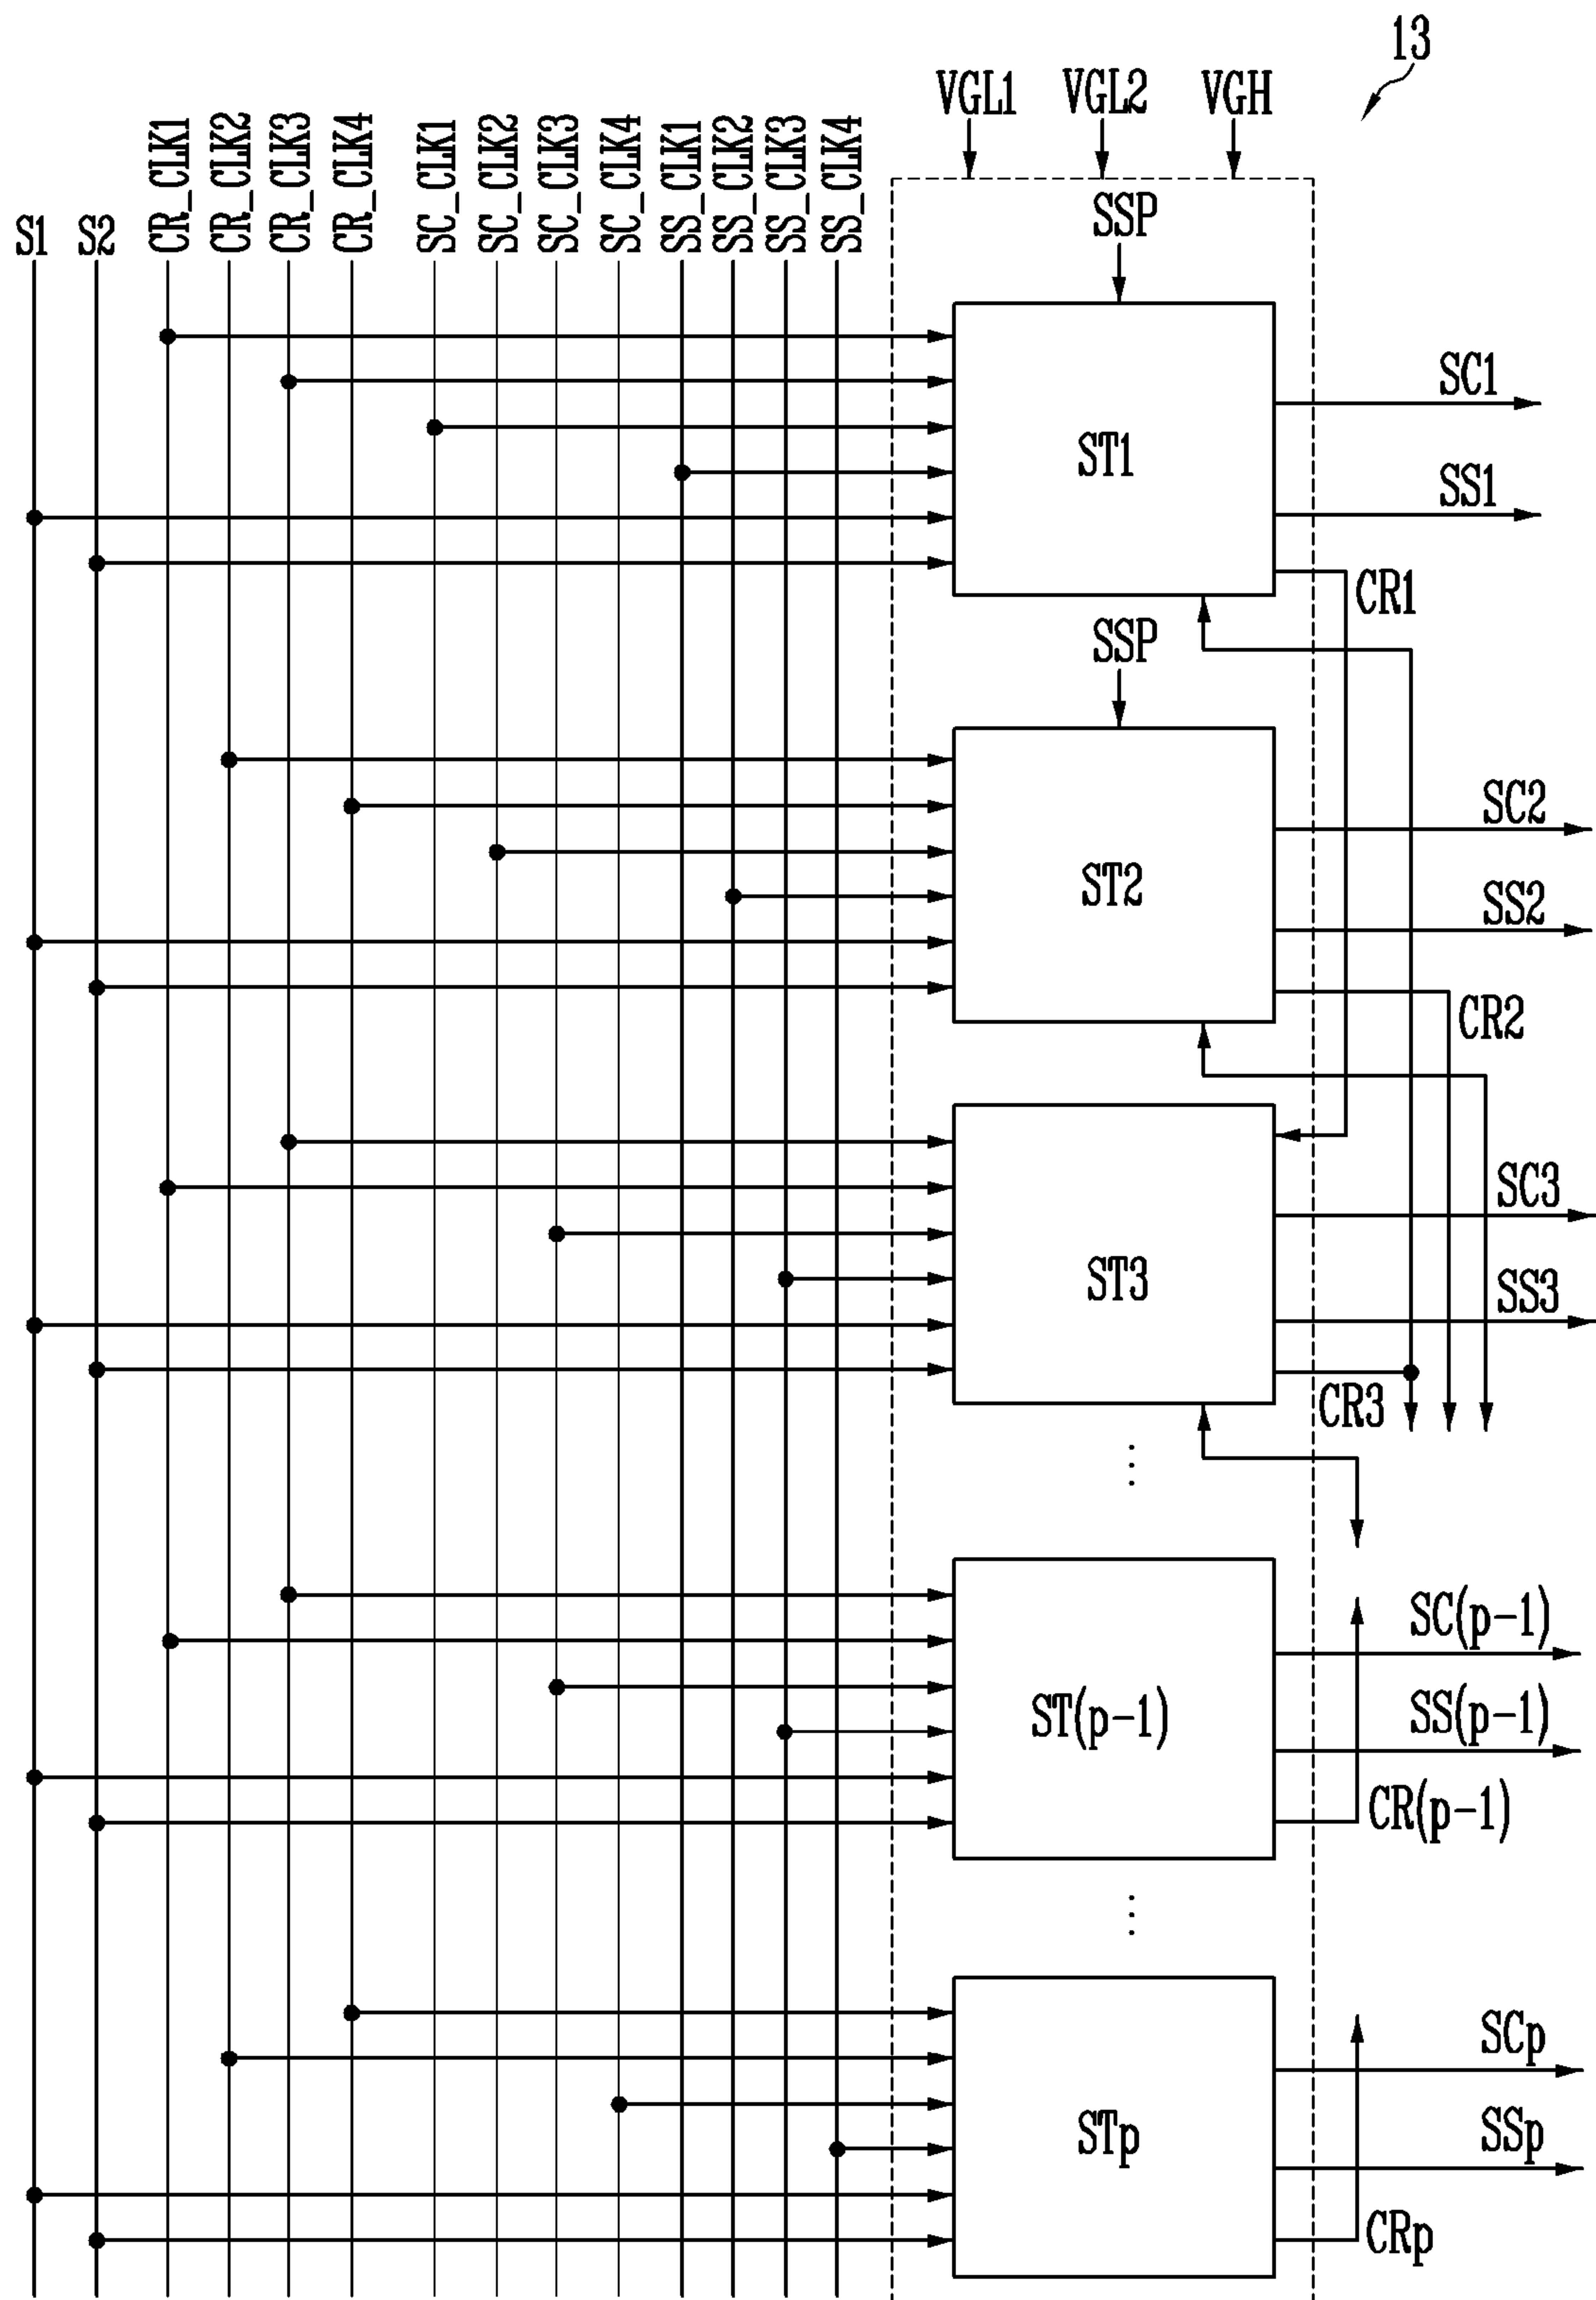 13
VGL1 VGL2 VGH
S1 S2 CR_CLK1 CR_CLK2 CR_CLK3 CR_CLK4 SC_CLK1 SC_CLK2 SC_CLK3 SC_CLK4 SS_CLK1 SS_CLK2 SS_CLK3 SS_CLK4
SSP
ST1
SC1
SS1
CR1
SSP
ST2
SC2
SS2
CR2
ST3
SC3
SS3
CR3
ST(p-1)
SC(p-1)
SS(p-1)
CR(p-1)
STp
SCp
SSp
CRp